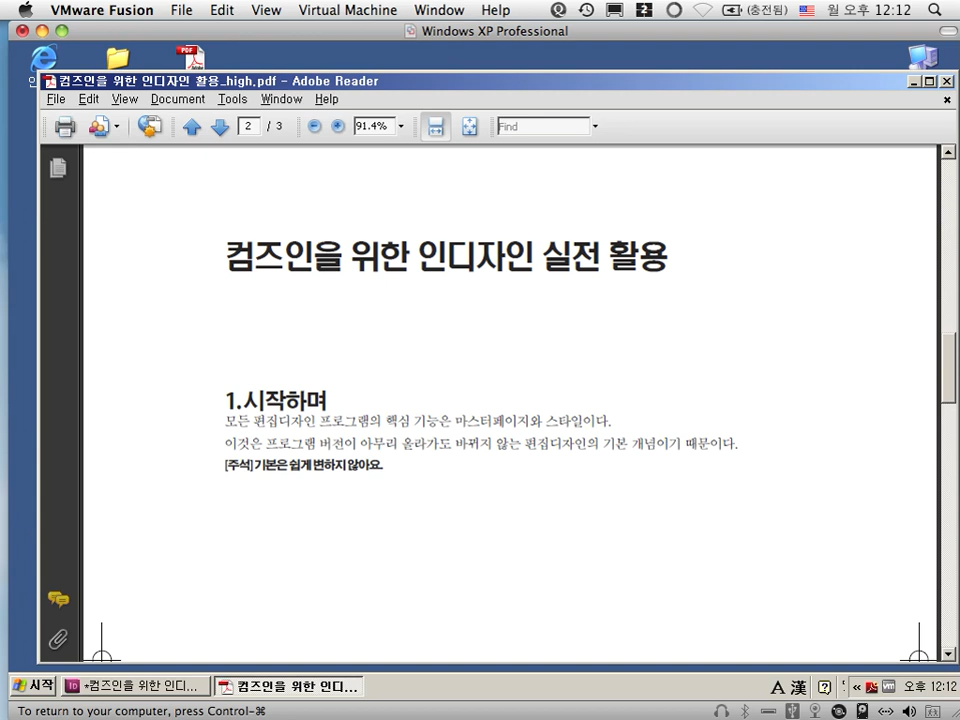 VMware Fusion File Edit View Virtual Machine Window Help (충전됨) 월 오후 12:12
Windows XP Professional
컴즈인을 위한 인디자인 활용_high.pdf - Adobe Reader
File Edit View Document Tools Window Help
2 / 3 91.4% Find
컴즈인을 위한 인디자인 실전 활용
1.시작하며
모든 편집디자인 프로그램의 핵심 기능은 마스터페이지와 스타일이다.
이것은 프로그램 버전이 아무리 올라가도 바뀌지 않는 편집디자인의 기본 개념이기 때문이다.
[주석] 기본은 쉽게 변하지 않아요.
시작 *컴즈인을 위한 인디... 컴즈인을 위한 인디... A 漢 오후 12:12
To return to your computer, press Control-⌘